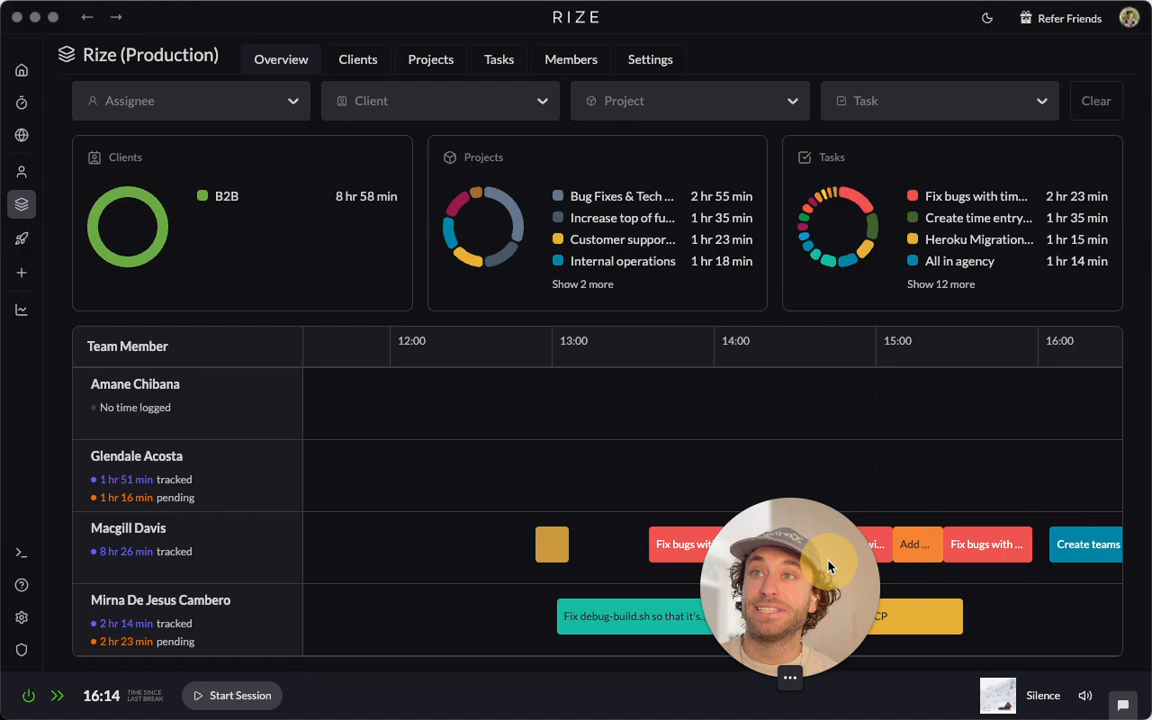 RIZE
Refer Friends
Rize (Production)
Overview
Clients
Projects
Tasks
Members
Settings
Assignee
Client
Project
Task
Clear
Clients
B2B 8 hr 58 min
Projects
Bug Fixes & Tech ... 2 hr 55 min
Increase top of fu... 1 hr 35 min
Customer suppor... 1 hr 23 min
Internal operations 1 hr 18 min
Show 2 more
Tasks
Fix bugs with tim... 2 hr 23 min
Create time entry... 1 hr 35 min
Heroku Migration... 1 hr 15 min
All in agency 1 hr 14 min
Show 12 more
Team Member
12:00
13:00
14:00
15:00
16:00
Amane Chibana
No time logged
Glendale Acosta
1 hr 51 min tracked
1 hr 16 min pending
Macgill Davis
8 hr 26 min tracked
Fix bugs wit
vi...
Add ...
Fix bugs with ...
Create teams
Mirna De Jesus Cambero
2 hr 14 min tracked
2 hr 23 min pending
Fix debug-build.sh so that it's...
CP
16:14
TIME SINCE
LAST BREAK
Start Session
Silence